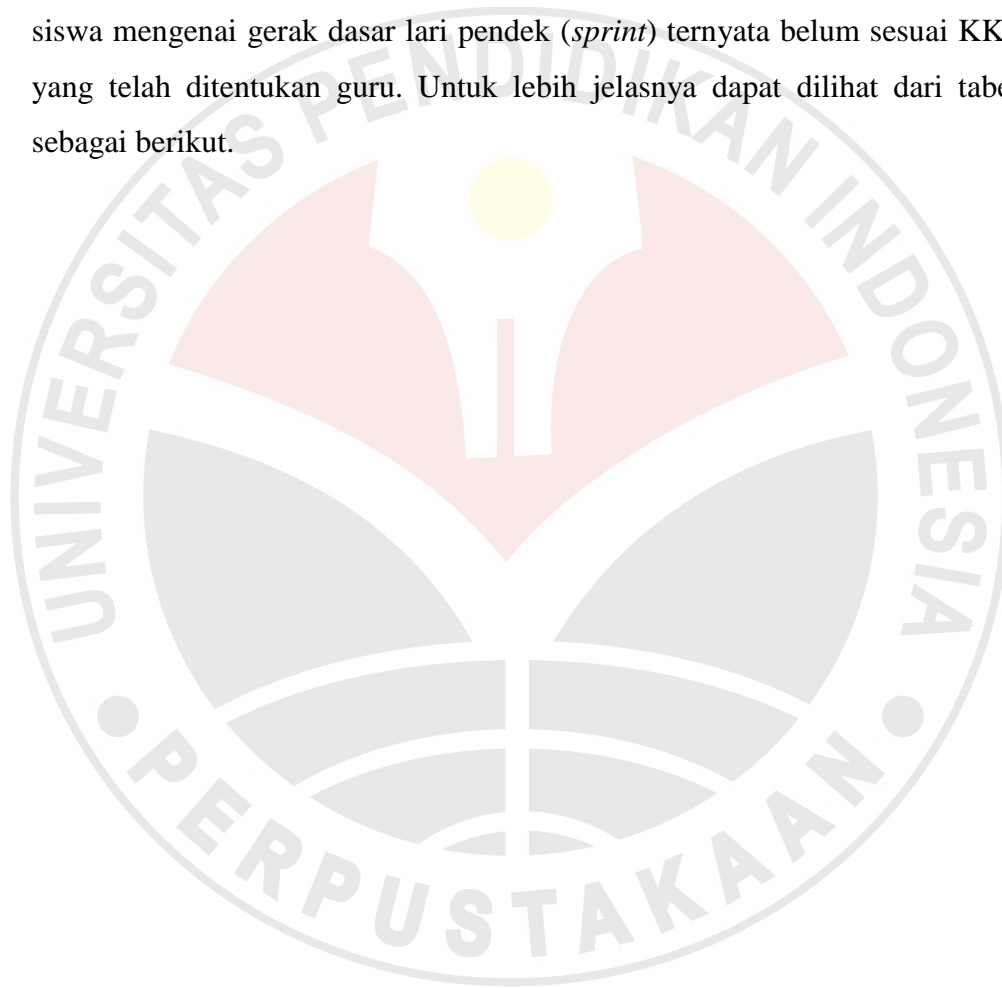 siswa mengenai gerak dasar lari pendek (sprint) ternyata belum sesuai KK
yang telah ditentukan guru. Untuk lebih jelasnya dapat dilihat dari tabe
sebagai berikut.
UNIVERSITAS PENDIDIKAN INDONESIA
PERPUSTAKAAN